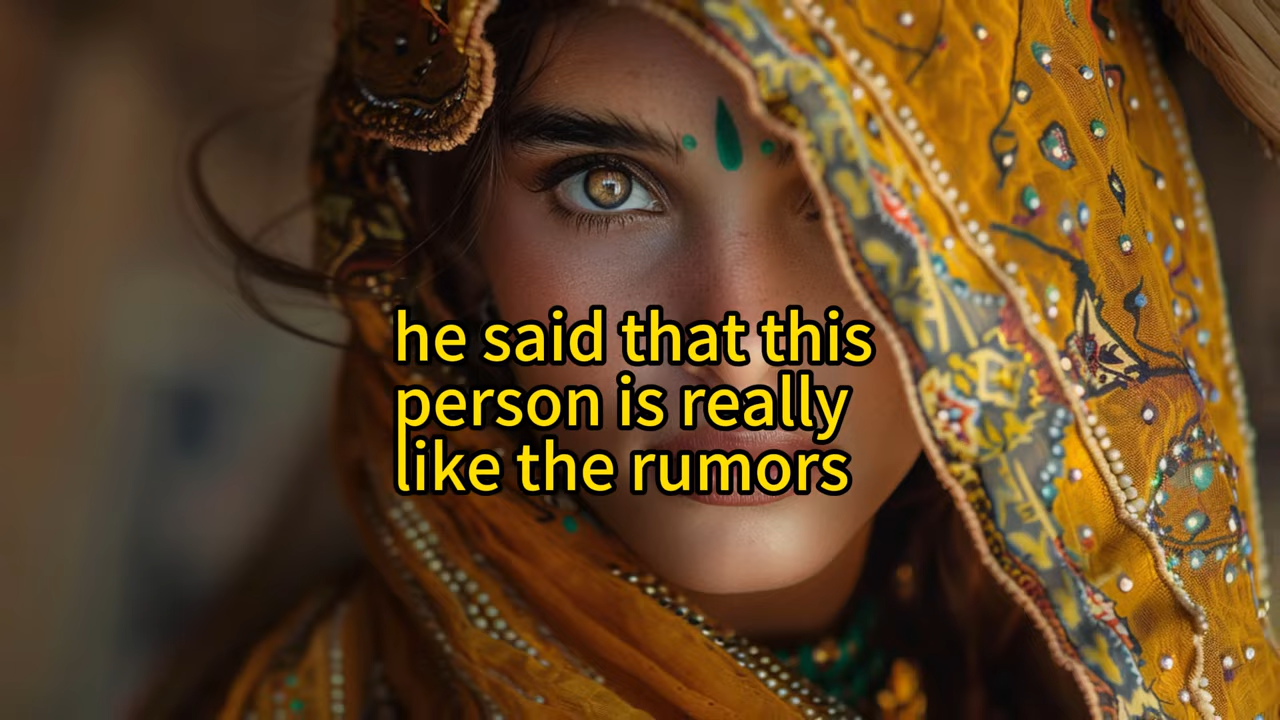 he said that this
person is really
like the rumors